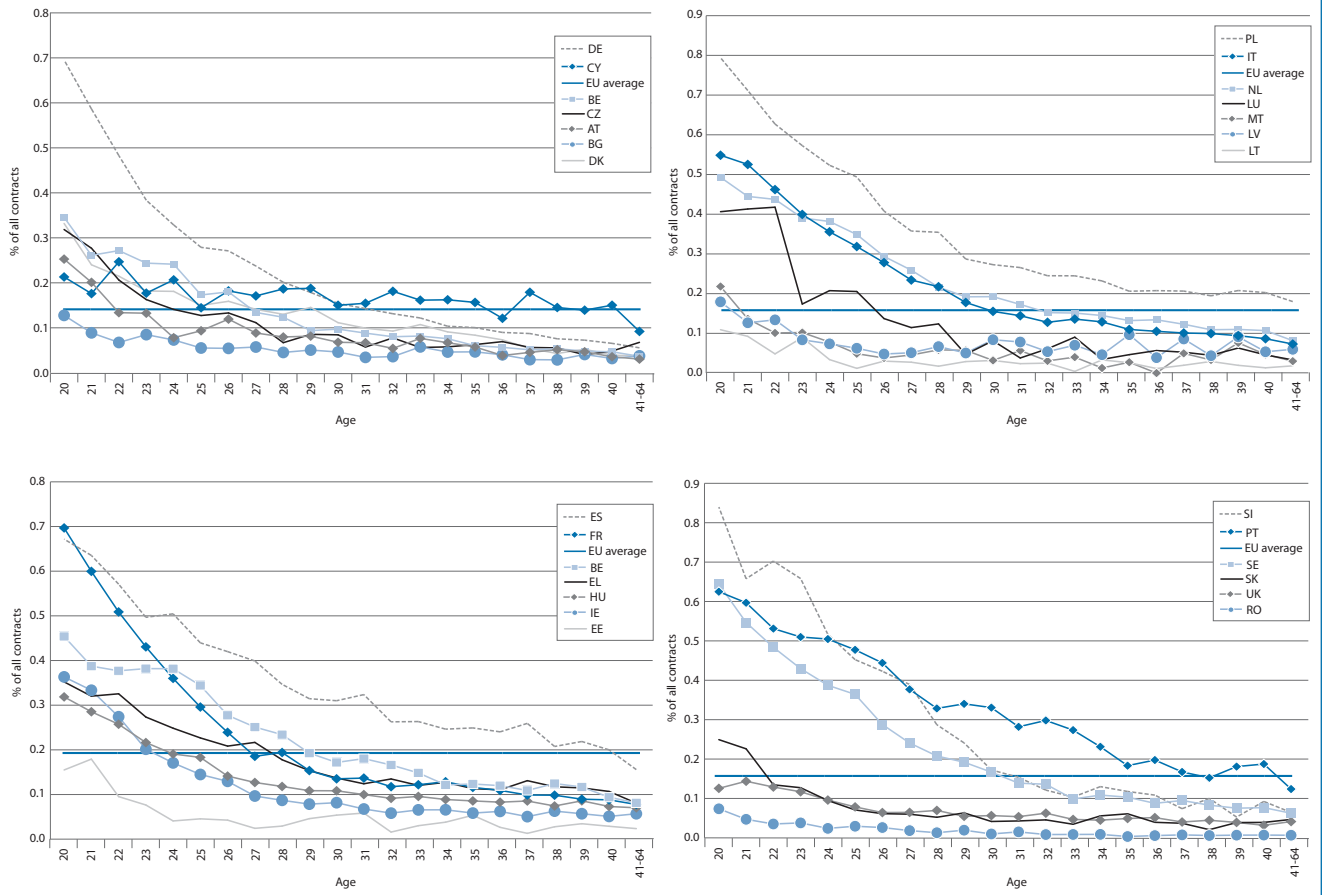 0.8
0.7
0.6
0.5
0.4
0.3
0.2
0.1
0.0
% of all contracts
DE
CY
EU average
BE
CZ
AT
BG
DK
20 21 22 23 24 25 26 27 28 29 30 31 32 33 34 35 36 37 38 39 40 41-64
Age
0.9
0.8
0.7
0.6
0.5
0.4
0.3
0.2
0.1
0.0
% of all contracts
PL
IT
EU average
NL
LU
MT
LV
LT
20 21 22 23 24 25 26 27 28 29 30 31 32 33 34 35 36 37 38 39 40 41-64
Age
0.8
0.7
0.6
0.5
0.4
0.3
0.2
0.1
0.0
% of all contracts
ES
FR
EU average
BE
EL
HU
IE
EE
20 21 22 23 24 25 26 27 28 29 30 31 32 33 34 35 36 37 38 39 40 41-64
Age
0.9
0.8
0.7
0.6
0.5
0.4
0.3
0.2
0.1
0.0
% of all contracts
SI
PT
EU average
SE
SK
UK
RO
20 21 22 23 24 25 26 27 28 29 30 31 32 33 34 35 36 37 38 39 40 41-64
Age